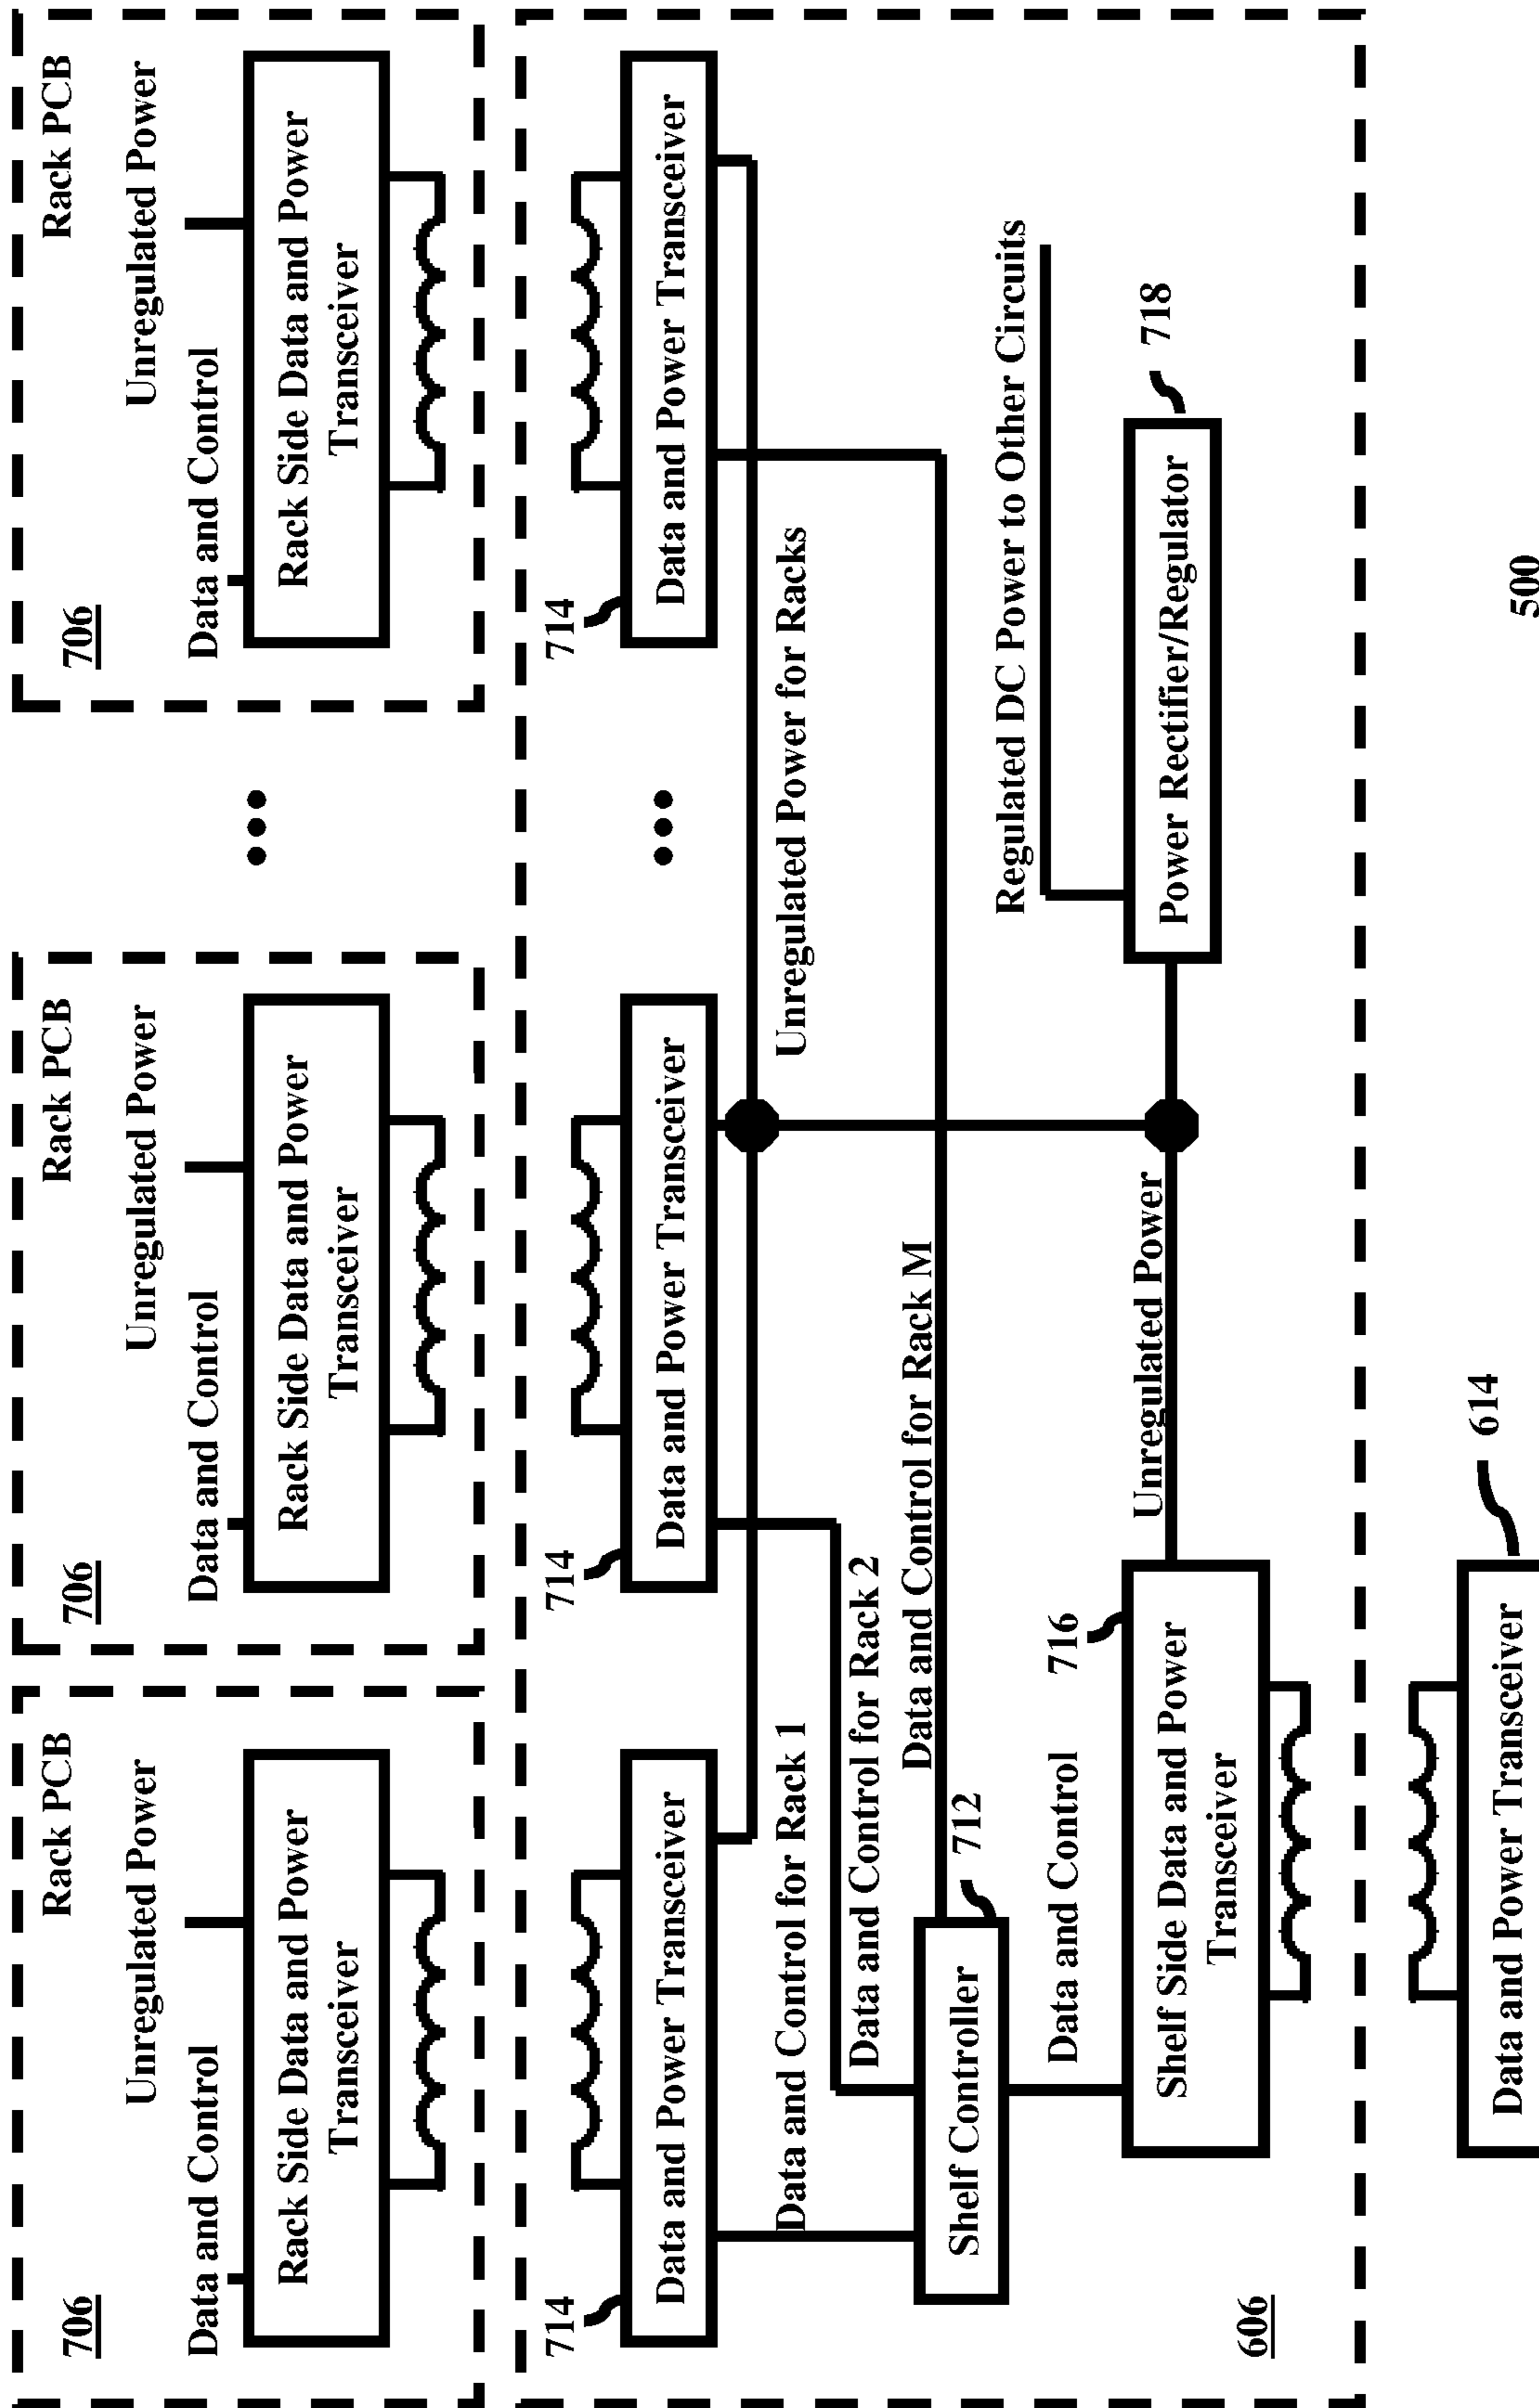 Rack PCB
706
Unregulated Power
Data and Control
Rack Side Data and Power
Transceiver
Rack PCB
706
Unregulated Power
Data and Control
Rack Side Data and Power
Transceiver
Rack PCB
706
Unregulated Power
Data and Control
Rack Side Data and Power
Transceiver
714
Data and Power Transceiver
714
Data and Power Transceiver
714
Data and Power Transceiver
Data and Control for Rack 1
Unregulated Power for Racks
Data and Control for Rack 2
Data and Control for Rack M
Shelf Controller
712
Regulated DC Power to Other Circuits
Data and Control
716
Unregulated Power
718
Shelf Side Data and Power
Transceiver
Power Rectifier/Regulator
606
614
Data and Power Transceiver
500